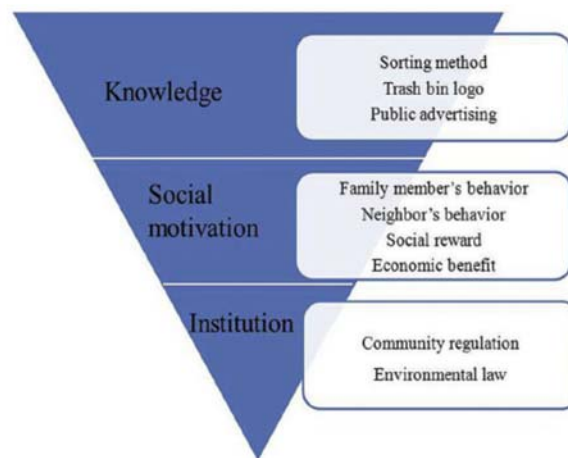 Knowledge
Sorting method
Trash bin logo
Public advertising
Social
motivation
Family member's behavior
Neighbor's behavior
Social reward
Economic benefit
Institution
Community regulation
Environmental law